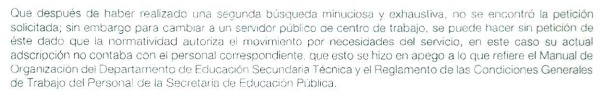 Que después de haber realizado una segunda búsqueda minuciosa y exhaustiva, no se encontró la petición
solicitada; sin embargo para cambiar a un servidor público de centro de trabajo, se puede hacer sin petición de
éste dado que la normatividad autoriza el movimiento por necesidades del servicio, en este caso su actual
adscripción no contaba con el personal correspondiente, que esto se hizo en apego a lo que refiere el Manual de
Organización del Departamento de Educación Secundaria Técnica y el Reglamento de las Condiciones Generales
de Trabajo del Personal de la Secretaría de Educación Pública.